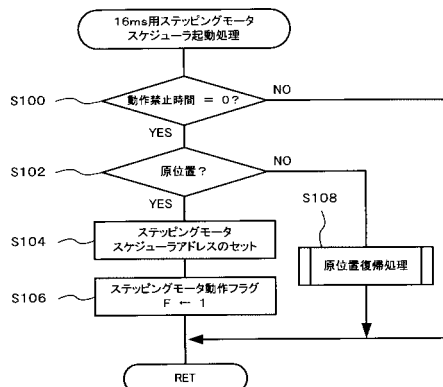 16ms用ステッピングモータ
スケジューラ起動処理
S100
動作禁止時間 = 0?
NO
YES
S102
原位置?
NO
YES
S108
S104
ステッピングモータ
スケジューラアドレスのセット
原位置復帰処理
S106
ステッピングモータ動作フラグ
F ← 1
RET